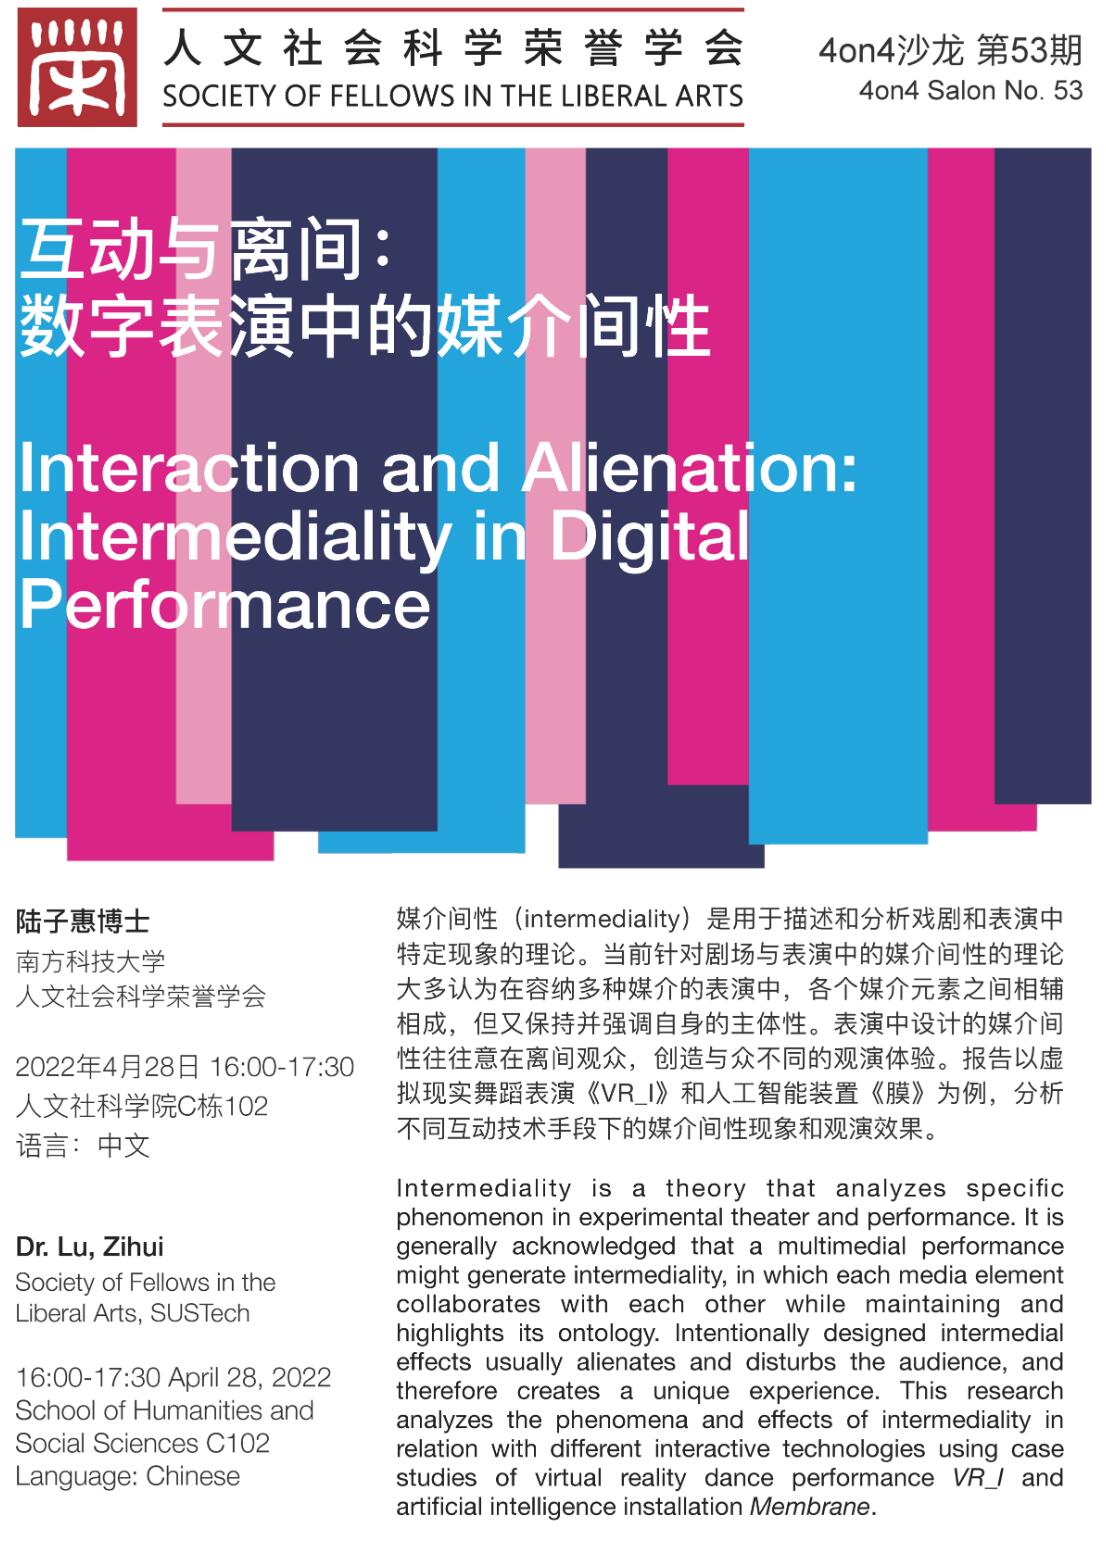 人文社会科学荣誉学会
SOCIETY OF FELLOWS IN THE LIBERAL ARTS
4on4沙龙 第53期
4on4 Salon No. 53
互动与离间：
数字表演中的媒介间性
Interaction and Alienation:
Intermediality in Digital
Performance
陆子惠博士
南方科技大学
人文社会科学荣誉学会
2022年4月28日 16:00-17:30
人文社科学院C栋102
语言：中文
Dr. Lu, Zihui
Society of Fellows in the
Liberal Arts, SUSTech
16:00-17:30 April 28, 2022
School of Humanities and
Social Sciences C102
Language: Chinese
媒介间性（intermediality）是用于描述和分析戏剧和表演中
特定现象的理论。当前针对剧场与表演中的媒介间性的理论
大多认为在容纳多种媒介的表演中，各个媒介元素之间相辅
相成，但又保持并强调自身的主体性。表演中设计的媒介间
性往往意在离间观众，创造与众不同的观演体验。报告以虚
拟现实舞蹈表演《VR_I》和人工智能装置《膜》为例，分析
不同互动技术手段下的媒介间性现象和观演效果。
Intermediality is a theory that analyzes specific
phenomenon in experimental theater and performance. It is
generally acknowledged that a multimedial performance
might generate intermediality, in which each media element
collaborates with each other while maintaining and
highlights its ontology. Intentionally designed intermedial
effects usually alienates and disturbs the audience, and
therefore creates a unique experience. This research
analyzes the phenomena and effects of intermediality in
relation with different interactive technologies using case
studies of virtual reality dance performance VR_I and
artificial intelligence installation Membrane.